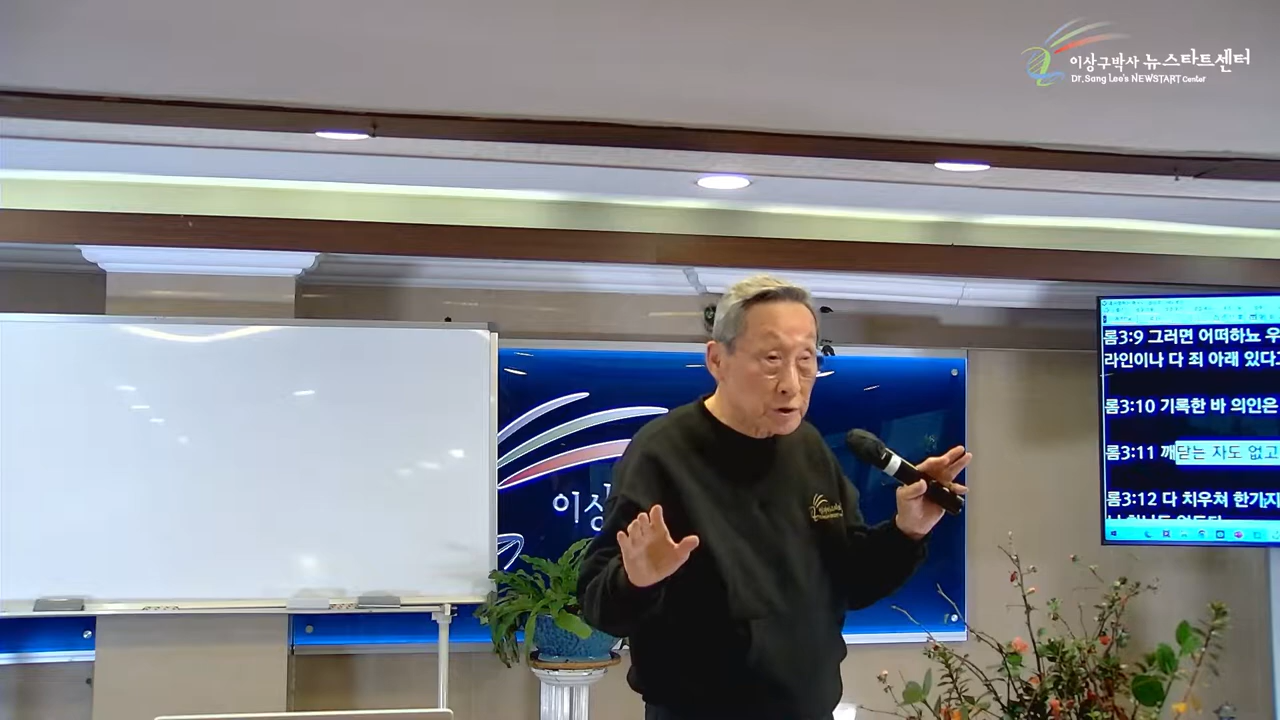 이상구박사 뉴스타트센터
Dr. Sang Lee's NEWSTART Center
롬3:9 그러면 어떠하뇨 우
라인이나 다 죄 아래 있다고
롬3:10 기록한 바 의인은
롬3:11 깨닫는 자도 없고
롬3:12 다 치우쳐 한가지
이상